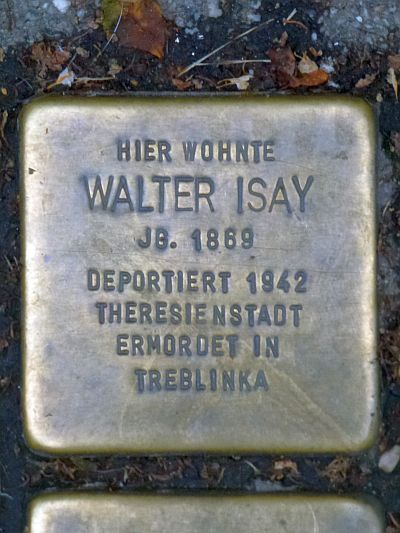 HIER WOHNTE
WALTER ISAY
JG. 1869
DEPORTIERT 1942
THERESIENSTADT
ERMORDET IN
TREBLINKA